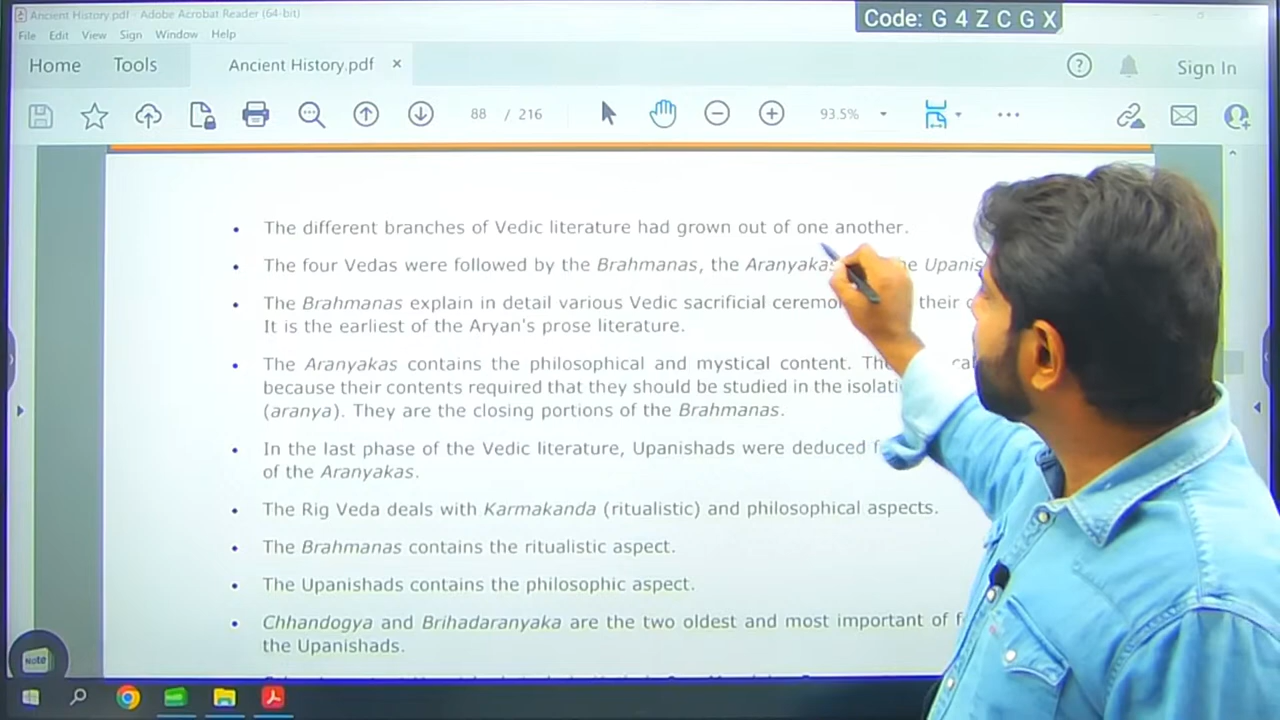 Ancient History.pdf - Adobe Acrobat Reader (64-bit)
Code: G 4 Z C G X
File Edit View Sign Window Help
Home Tools Ancient History.pdf × Sign In
88 / 216 93.5%
• The different branches of Vedic literature had grown out of one another.
• The four Vedas were followed by the Brahmanas, the Aranyakas
• The Brahmanas explain in detail various Vedic sacrificial their
It is the earliest of the Aryan's prose literature.
• The Aranyakas contains the philosophical and mystical content.
because their contents required that they should be studied in the
(aranya). They are the closing portions of the Brahmanas.
• In the last phase of the Vedic literature, Upanishads were deduced
of the Aranyakas.
• The Rig Veda deals with Karmakanda (ritualistic) and philosophical aspects.
• The Brahmanas contains the ritualistic aspect.
• The Upanishads contains the philosophic aspect.
• Chhandogya and Brihadaranyaka are the two oldest and most important of
the Upanishads.
Note